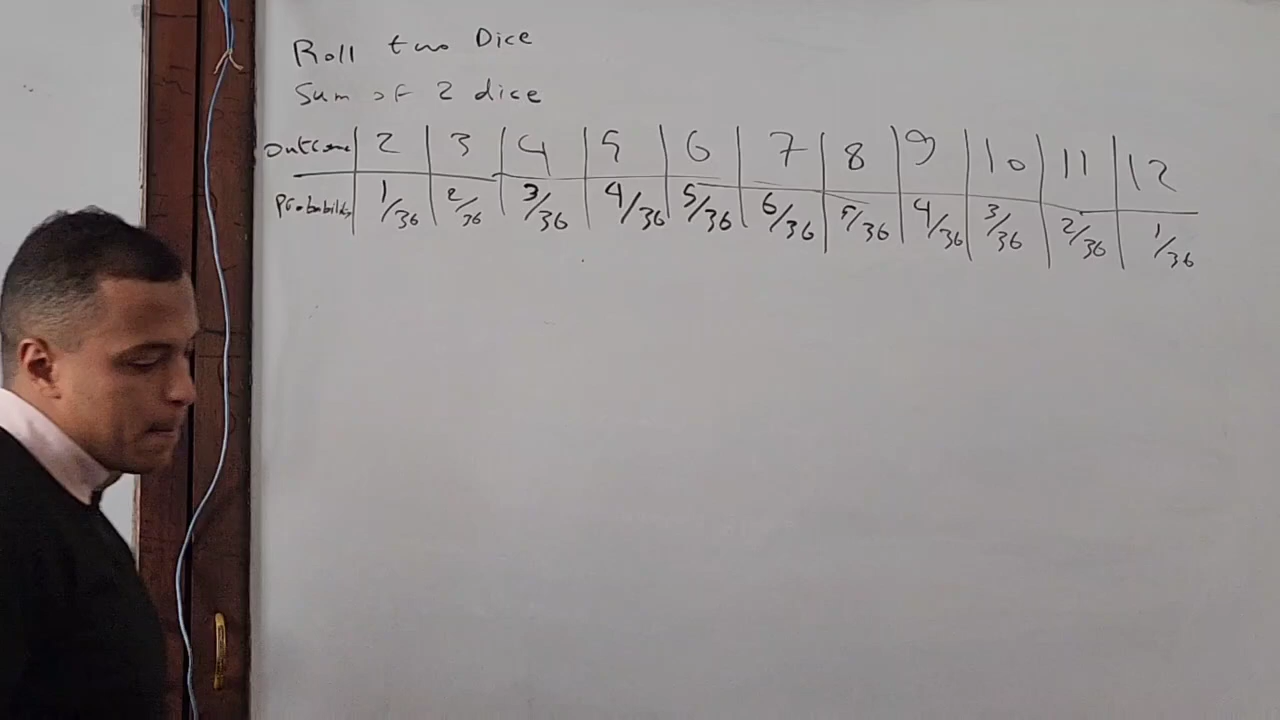 Roll two Dice
Sum of 2 dice
Outcome 2 3 4 5 6 7 8 9 10 11 12
Probability 1/36 2/36 3/36 4/36 5/36 6/36 5/36 4/36 3/36 2/36 1/36